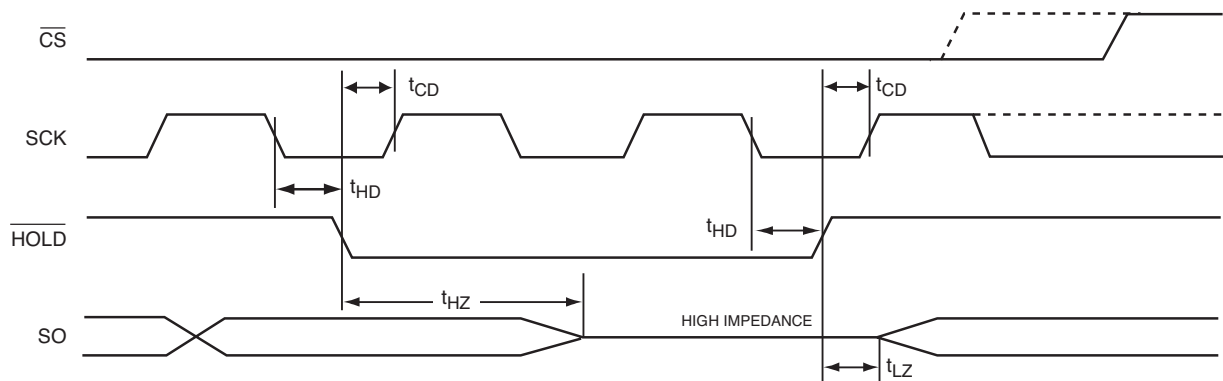 CS
tCD
tCD
SCK
tHD
HOLD
tHD
tHZ
HIGH IMPEDANCE
SO
tLZ